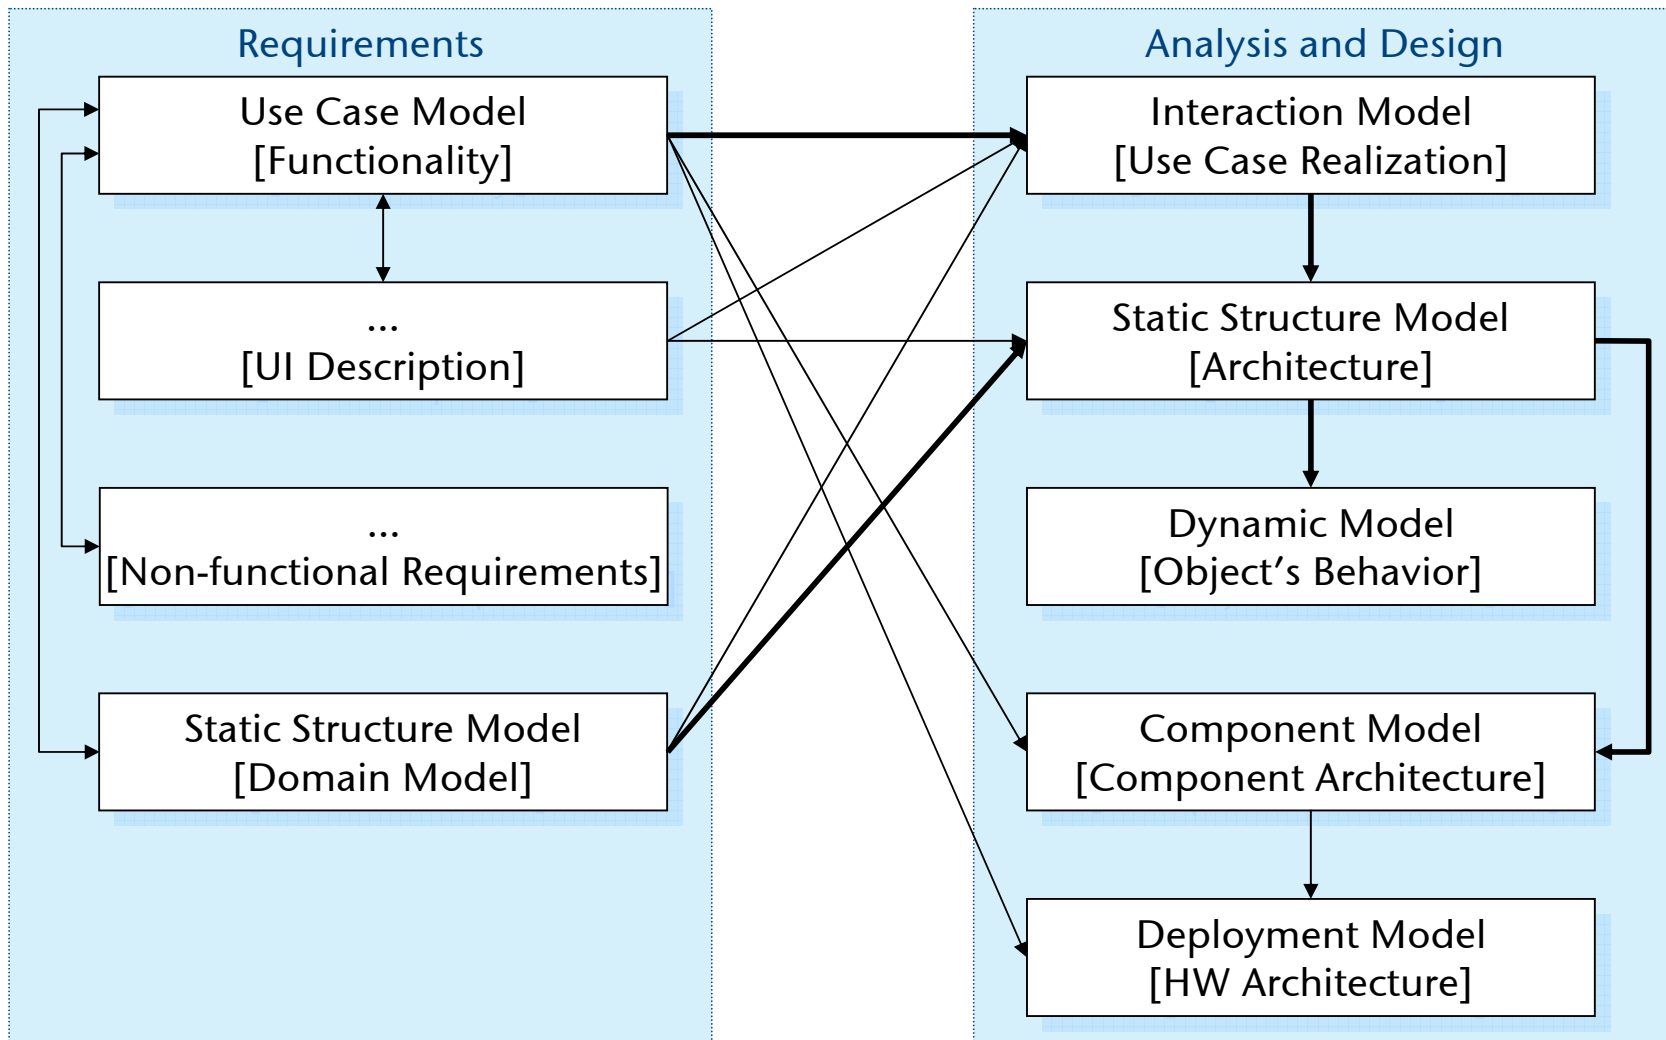 Requirements
Use Case Model
[Functionality]
...
[UI Description]
...
[Non-functional Requirements]
Static Structure Model
[Domain Model]
Analysis and Design
Interaction Model
[Use Case Realization]
Static Structure Model
[Architecture]
Dynamic Model
[Object’s Behavior]
Component Model
[Component Architecture]
Deployment Model
[HW Architecture]